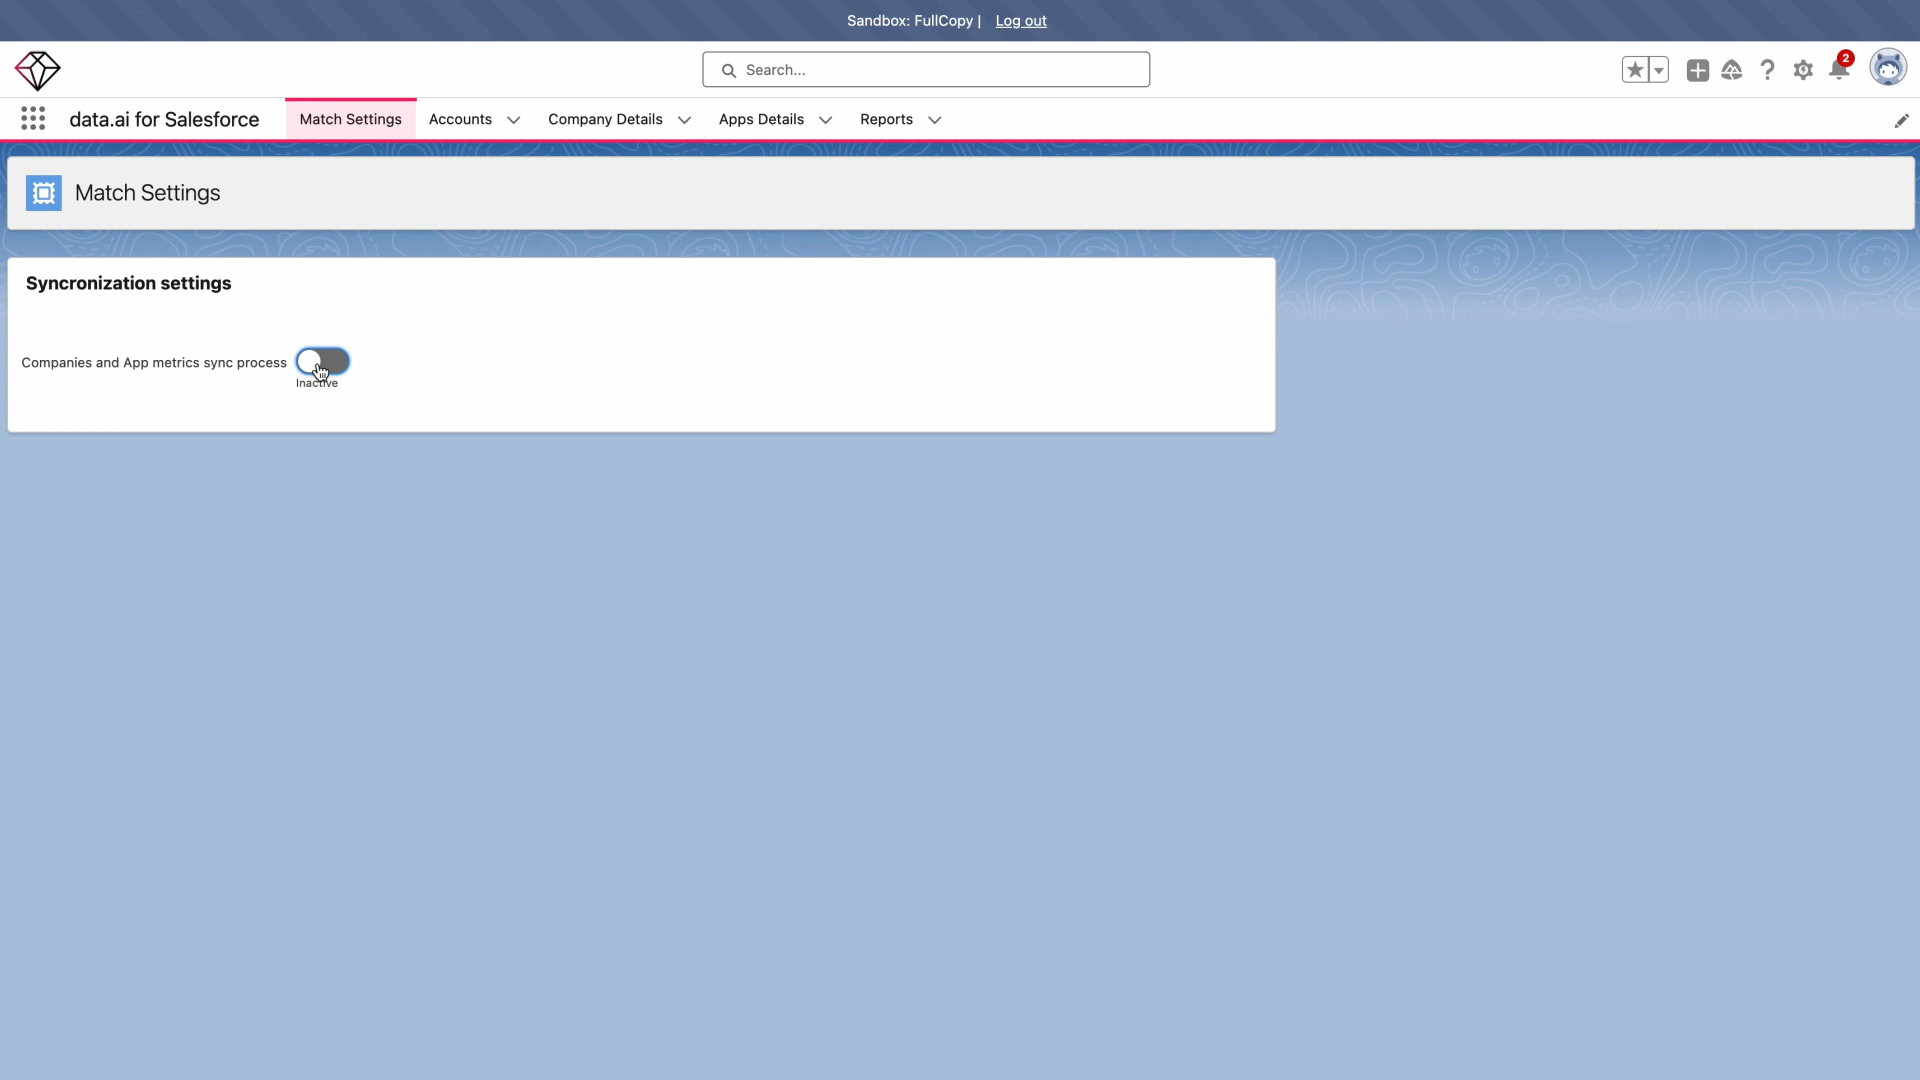 Sandbox: FullCopy | Log out
Search...
2
data.ai for Salesforce Match Settings Accounts Company Details Apps Details Reports
Match Settings
Syncronization settings
Companies and App metrics sync process
Inactive